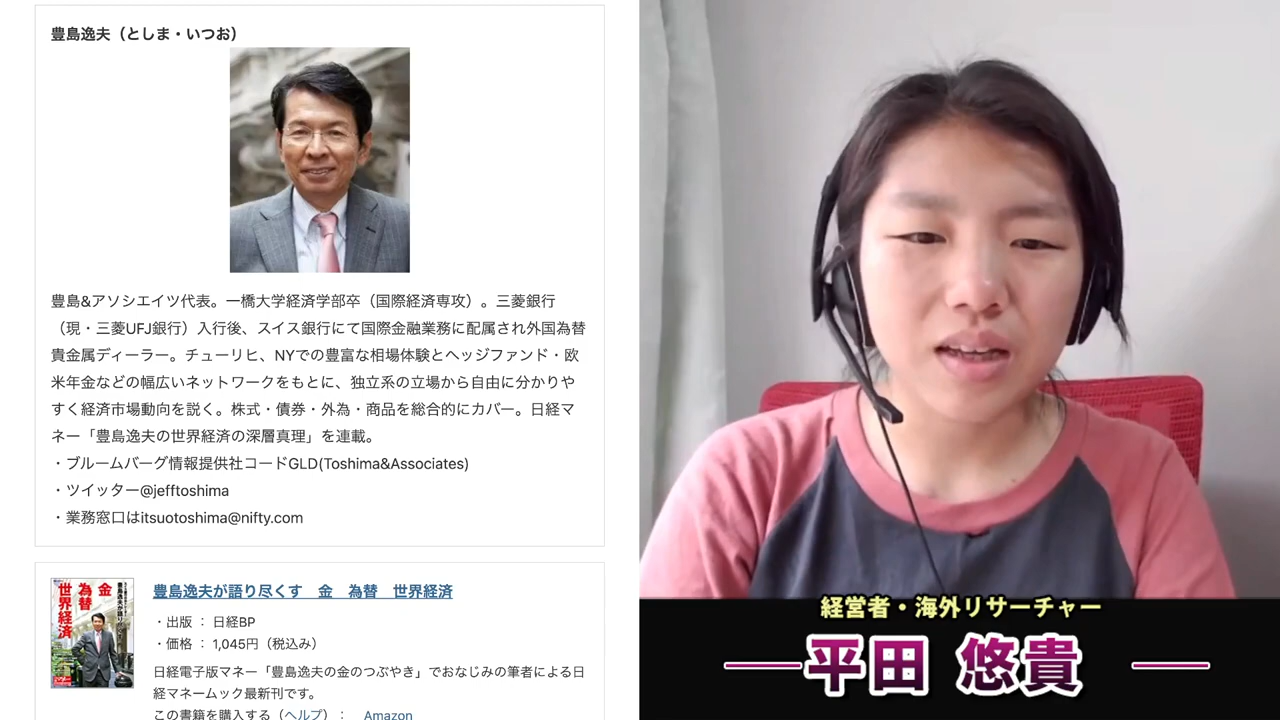 豊島逸夫（としま・いつお）
豊島&アソシエイツ代表。一橋大学経済学部卒（国際経済専攻）。三菱銀行
（現・三菱UFJ銀行）入行後、スイス銀行にて国際金融業務に配属され外国為替
貴金属ディーラー。チューリヒ、NYでの豊富な相場体験とヘッジファンド・欧
米年金などの幅広いネットワークをもとに、独立系の立場から自由に分かりや
すく経済市場動向を説く。株式・債券・外為・商品を総合的にカバー。日経マ
ネー「豊島逸夫の世界経済の深層真理」を連載。
・ブルームバーグ情報提供社コードGLD(Toshima&Associates)
・ツイッター@jefftoshima
・業務窓口はitsuotoshima@nifty.com
金
為替
世界経済
豊島逸夫が語り尽くす　金　為替　世界経済
・出版 ： 日経BP
・価格 ： 1,045円（税込み）
日経電子版マネー「豊島逸夫の金のつぶやき」でおなじみの筆者による日
経マネームック最新刊です。
この書籍を購入する（ヘルプ）： Amazon
経営者・海外リサーチャー
平田 悠貴